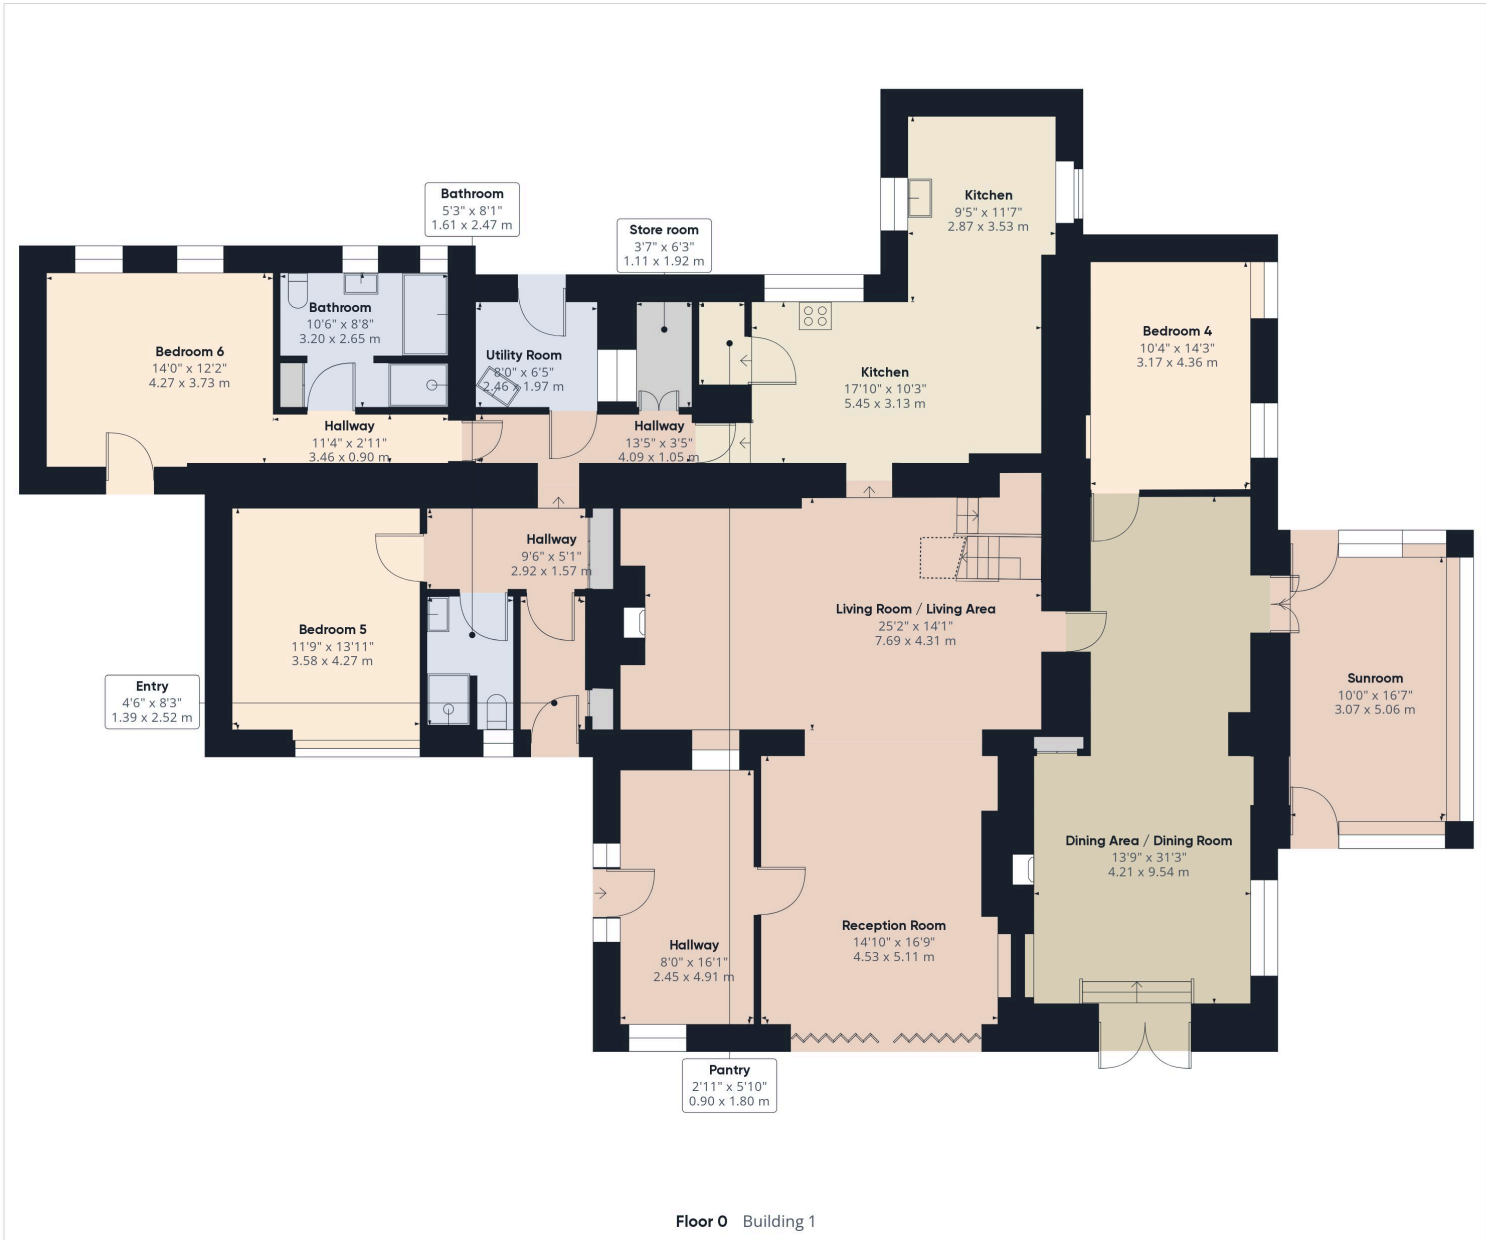 Bathroom
5'3" x 8'1"
1.61 x 2.47 m
Store room
3'7" x 6'3"
1.11 x 1.92 m
Kitchen
9'5" x 11'7"
2.87 x 3.53 m
Bathroom
10'6" x 8'8"
3.20 x 2.65 m
Bedroom 6
14'0" x 12'2"
4.27 x 3.73 m
Utility Room
8'0" x 6'5"
2.46 x 1.97 m
Kitchen
17'10" x 10'3"
5.45 x 3.13 m
Bedroom 4
10'4" x 14'3"
3.17 x 4.36 m
Hallway
11'4" x 2'11"
3.46 x 0.90 m
Hallway
13'5" x 3'5"
4.09 x 1.05 m
Hallway
9'6" x 5'1"
2.92 x 1.57 m
Bedroom 5
11'9" x 13'11"
3.58 x 4.27 m
Living Room / Living Area
25'2" x 14'1"
7.69 x 4.31 m
Entry
4'6" x 8'3"
1.39 x 2.52 m
Sunroom
10'0" x 16'7"
3.07 x 5.06 m
Dining Area / Dining Room
13'9" x 31'3"
4.21 x 9.54 m
Hallway
8'0" x 16'1"
2.45 x 4.91 m
Reception Room
14'10" x 16'9"
4.53 x 5.11 m
Pantry
2'11" x 5'10"
0.90 x 1.80 m
Floor 0 Building 1